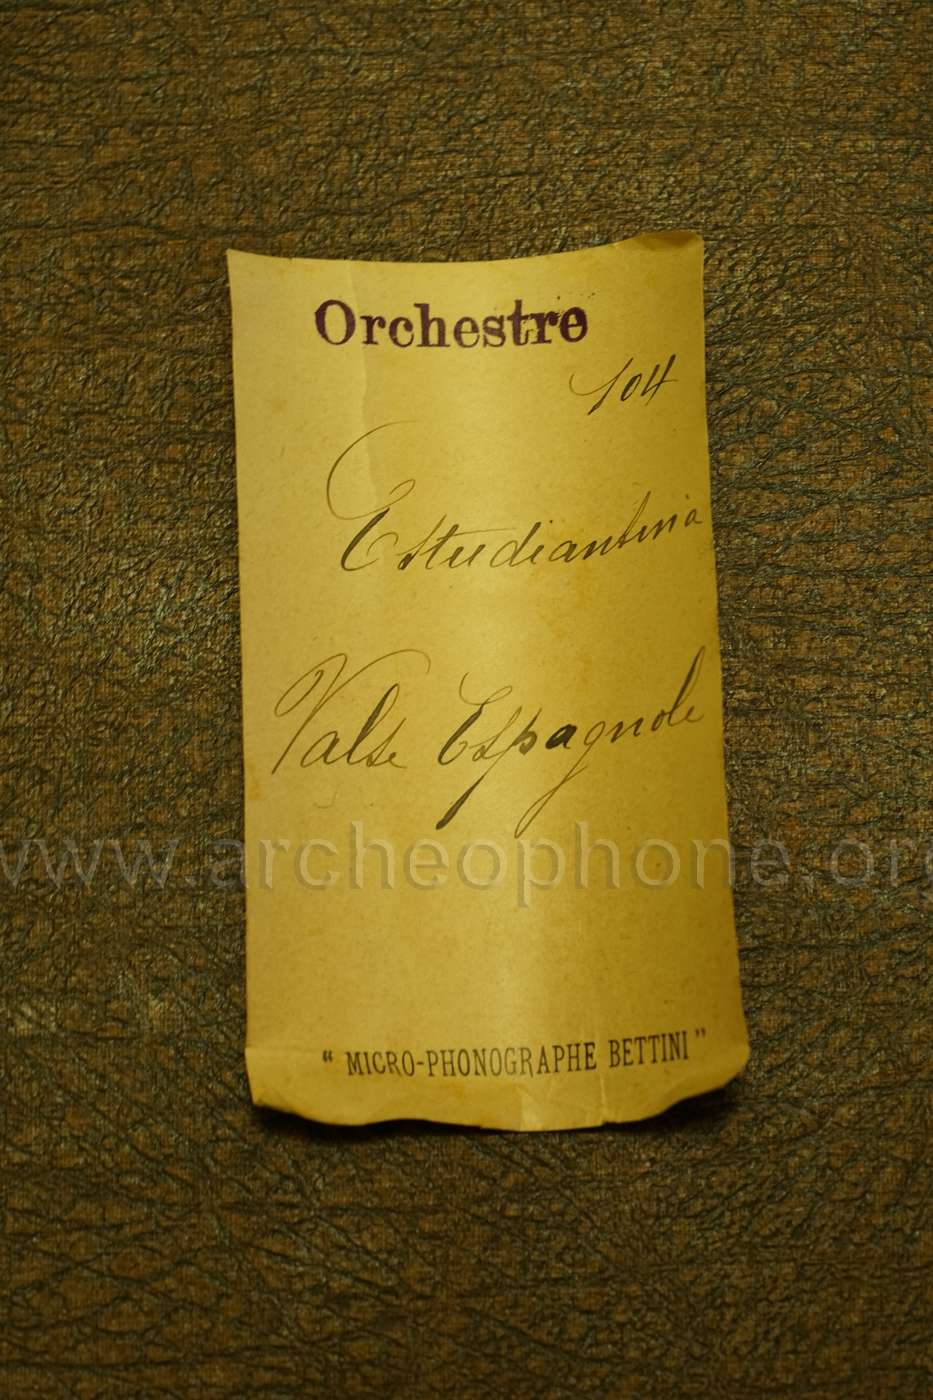 Orchestre
104
Estudiantina
Valse Espagnole
www.archeophone.org
" MICRO-PHONOGRAPHE BETTINI "